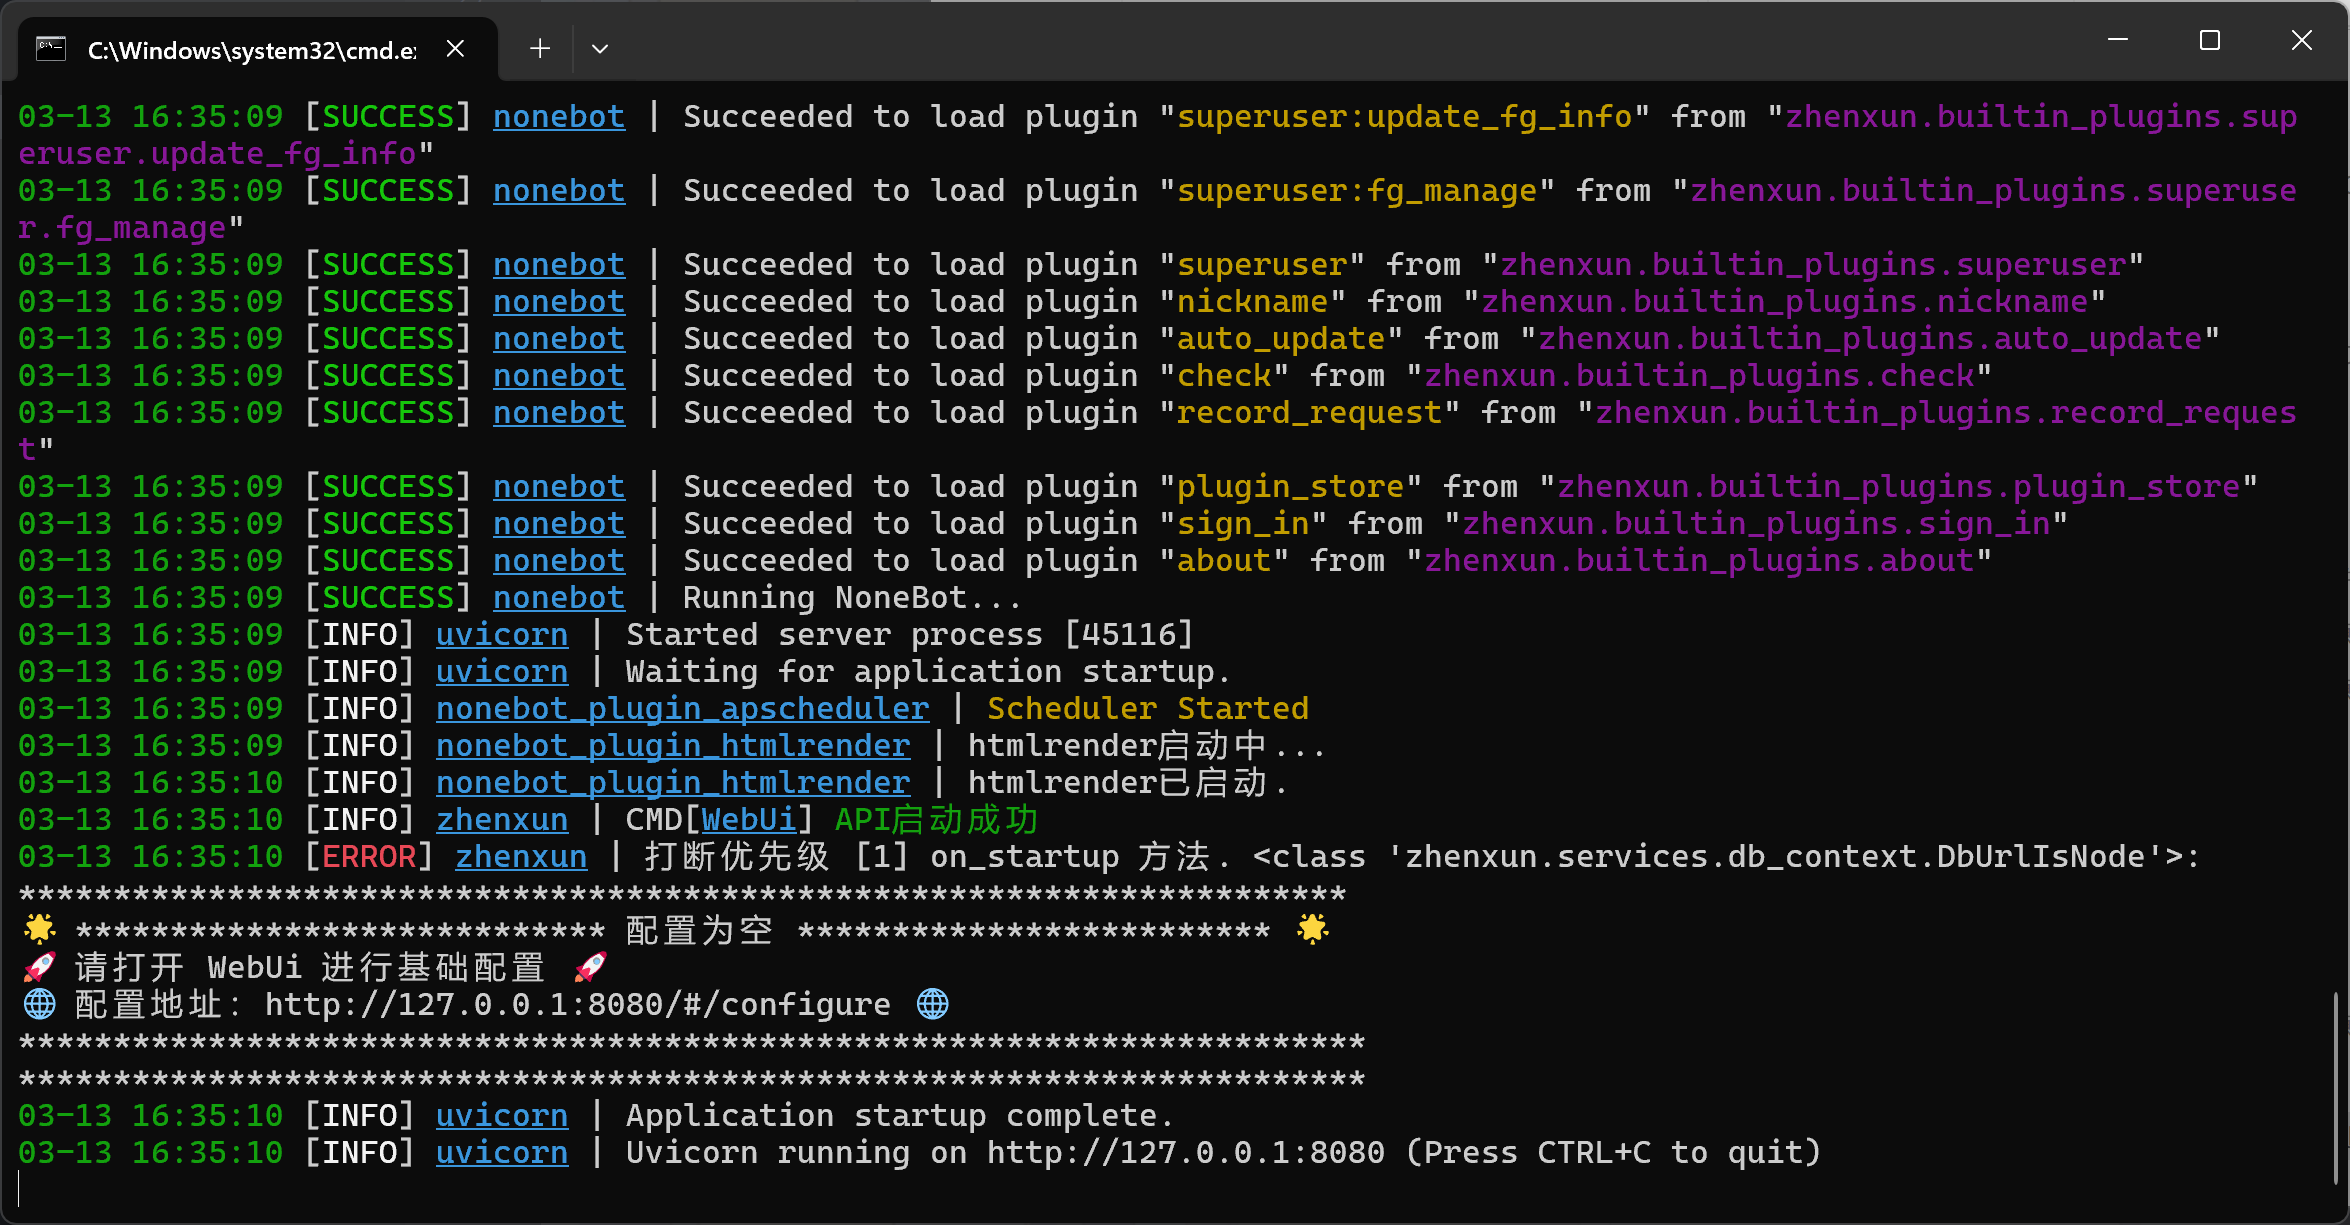 C:\Windows\system32\cmd.e
03-13 16:35:09 [SUCCESS] nonebot | Succeeded to load plugin "superuser:update_fg_info" from "zhenxun.builtin_plugins.sup
eruser.update_fg_info"
03-13 16:35:09 [SUCCESS] nonebot | Succeeded to load plugin "superuser:fg_manage" from "zhenxun.builtin_plugins.superuse
r.fg_manage"
03-13 16:35:09 [SUCCESS] nonebot | Succeeded to load plugin "superuser" from "zhenxun.builtin_plugins.superuser"
03-13 16:35:09 [SUCCESS] nonebot | Succeeded to load plugin "nickname" from "zhenxun.builtin_plugins.nickname"
03-13 16:35:09 [SUCCESS] nonebot | Succeeded to load plugin "auto_update" from "zhenxun.builtin_plugins.auto_update"
03-13 16:35:09 [SUCCESS] nonebot | Succeeded to load plugin "check" from "zhenxun.builtin_plugins.check"
03-13 16:35:09 [SUCCESS] nonebot | Succeeded to load plugin "record_request" from "zhenxun.builtin_plugins.record_reques
t"
03-13 16:35:09 [SUCCESS] nonebot | Succeeded to load plugin "plugin_store" from "zhenxun.builtin_plugins.plugin_store"
03-13 16:35:09 [SUCCESS] nonebot | Succeeded to load plugin "sign_in" from "zhenxun.builtin_plugins.sign_in"
03-13 16:35:09 [SUCCESS] nonebot | Succeeded to load plugin "about" from "zhenxun.builtin_plugins.about"
03-13 16:35:09 [SUCCESS] nonebot | Running NoneBot...
03-13 16:35:09 [INFO] uvicorn | Started server process [45116]
03-13 16:35:09 [INFO] uvicorn | Waiting for application startup.
03-13 16:35:09 [INFO] nonebot_plugin_apscheduler | Scheduler Started
03-13 16:35:09 [INFO] nonebot_plugin_htmlrender | htmlrender启动中...
03-13 16:35:10 [INFO] nonebot_plugin_htmlrender | htmlrender已启动.
03-13 16:35:10 [INFO] zhenxun | CMD[WebUi] API启动成功
03-13 16:35:10 [ERROR] zhenxun | 打断优先级 [1] on_startup 方法. <class 'zhenxun.services.db_context.DbUrlIsNode'>:
**********************************************************************
🌟 **************************** 配置为空 ************************* 🌟
🚀 请打开 WebUi 进行基础配置 🚀
🌐 配置地址: http://127.0.0.1:8080/#/configure 🌐
***********************************************************************
***********************************************************************
03-13 16:35:10 [INFO] uvicorn | Application startup complete.
03-13 16:35:10 [INFO] uvicorn | Uvicorn running on http://127.0.0.1:8080 (Press CTRL+C to quit)